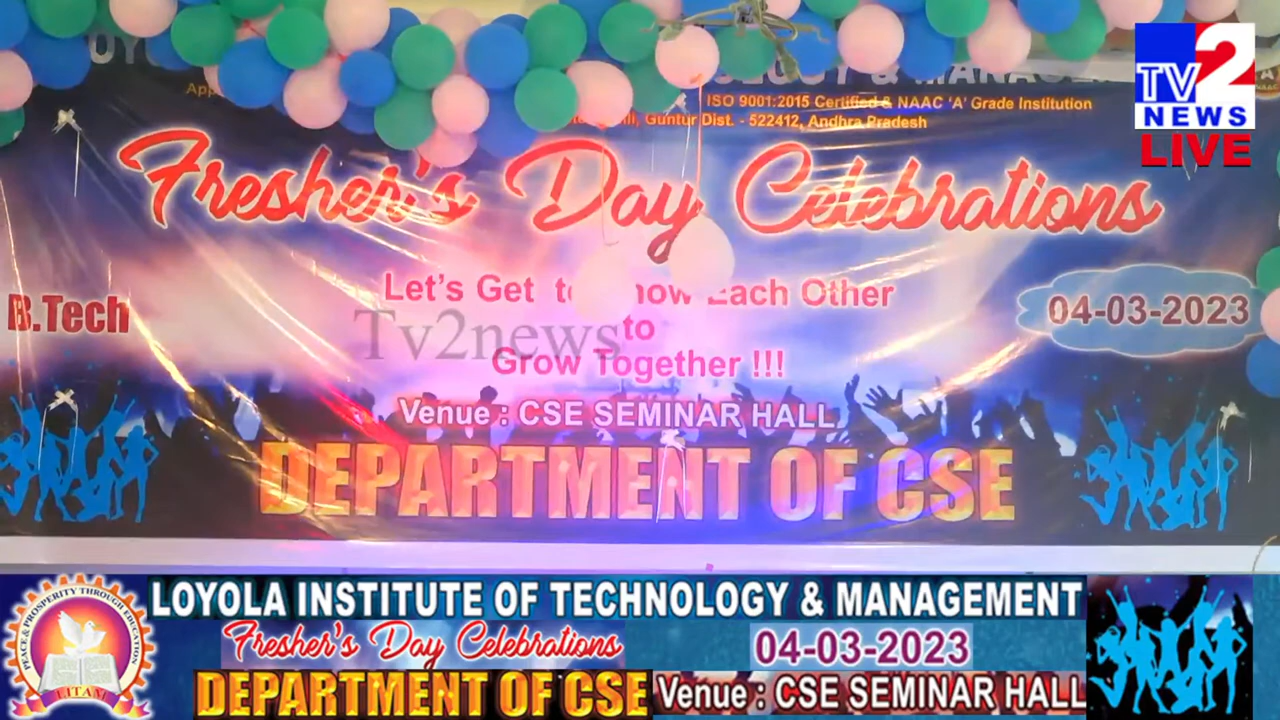 TV2
NEWS
LIVE
ISO 9001:2015 Certified & NAAC 'A' Grade Institution
Guntur Dist. - 522412, Andhra Pradesh
Fresher's Day Celebrations
Let's Get Each Other
to
Grow Together !!!
B.Tech
04-03-2023
Tv2news
Venue : CSE SEMINAR HALL
DEPARTMENT OF CSE
PEACE & PROSPERITY THROUGH EDUCATION
LITAM
LOYOLA INSTITUTE OF TECHNOLOGY & MANAGEMENT
Fresher's Day Celebrations
04-03-2023
DEPARTMENT OF CSE
Venue : CSE SEMINAR HALL